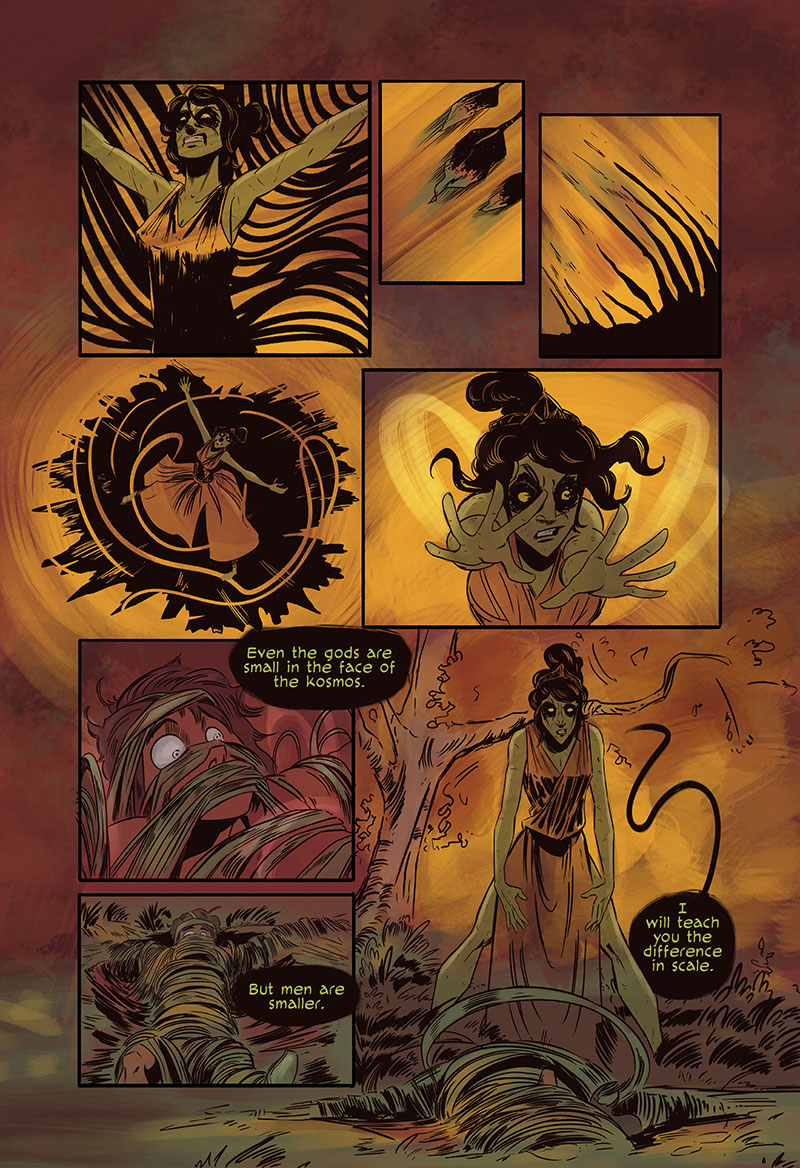 Even the gods are
small in the face of
the kosmos.
But men are
smaller.
I
will teach
you the
difference
in scale.